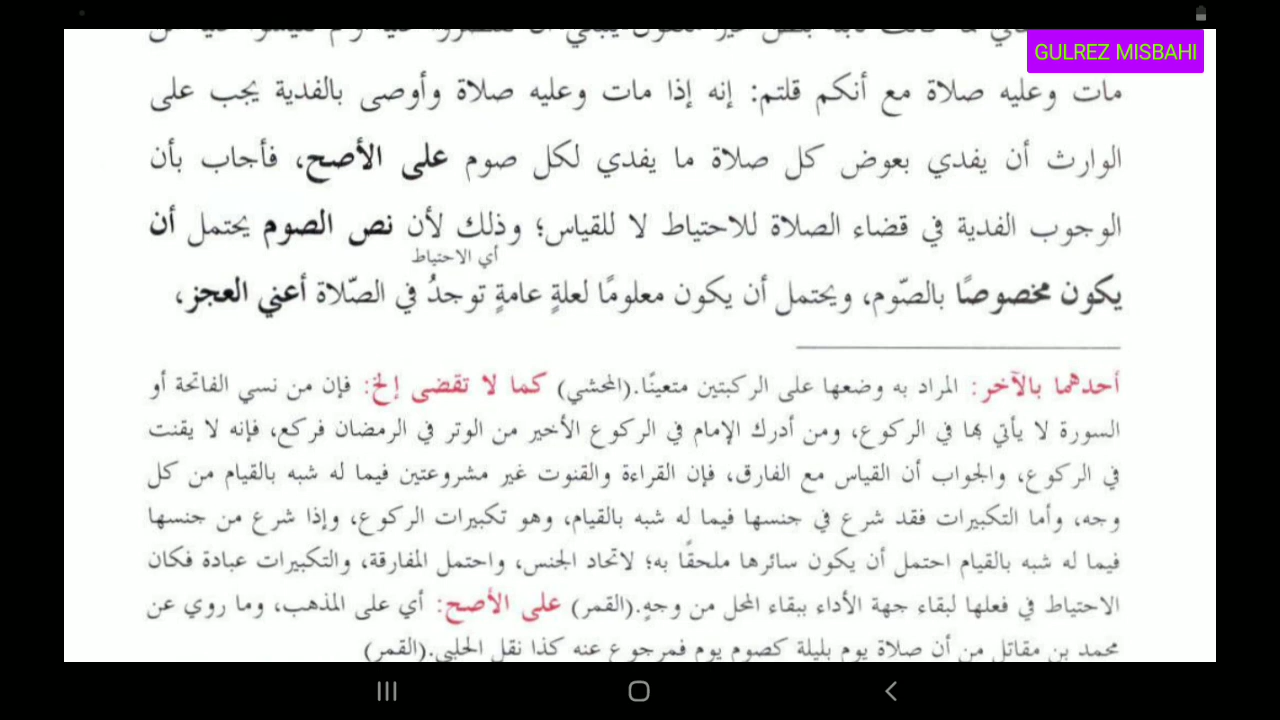 GULREZ MISBAHI
مات وعليه صلاة مع أنكم قلتم: إنه إذا مات وعليه صلاة وأوصى بالفدية يجب على
الوارث أن يفدي بعوض كل صلاة ما يفدي لكل صوم على الأصح، فأجاب بأن
الوجوب الفدية في قضاء الصلاة للاحتياط لا للقياس؛ وذلك لأن نص الصوم يحتمل أن
أي الاحتياط
يكون مخصوصًا بالصّوم، ويحتمل أن يكون معلومًا لعلةٍ عامةٍ توجدُ في الصّلاة أعني العجز،
أحدهما بالآخر: المراد به وضعها على الركبتين متعينًا.(المحشي) كما لا تقضى إلخ: فإن من نسي الفاتحة أو
السورة لا يأتي بها في الركوع، ومن أدرك الإمام في الركوع الأخير من الوتر في الرمضان فركع، فإنه لا يقنت
في الركوع، والجواب أن القياس مع الفارق، فإن القراءة والقنوت غير مشروعتين فيما له شبه بالقيام من كل
وجه، وأما التكبيرات فقد شرع في جنسها فيما له شبه بالقيام، وهو تكبيرات الركوع، وإذا شرع من جنسها
فيما له شبه بالقيام احتمل أن يكون سائرها ملحقًا به؛ لاتحاد الجنس، واحتمل المفارقة، والتكبيرات عبادة فكان
الاحتياط في فعلها لبقاء جهة الأداء ببقاء المحل من وجهٍ.(القمر) على الأصح: أي على المذهب، وما روي عن
محمد بن مقاتل من أن صلاة يوم بليلة كصوم يوم فمرجوع عنه كذا نقل الحلبي.(القمر)